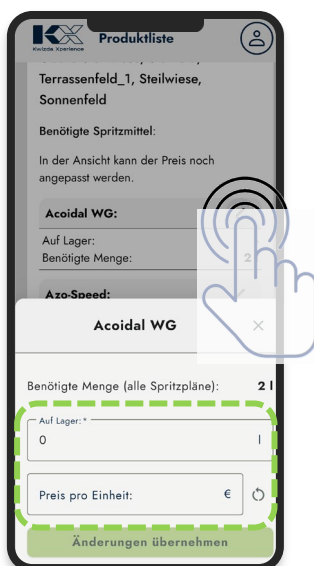 KX
Kwizda Xperience
Produktliste
Terrassenfeld_1, Steilwiese,
Sonnenfeld
Benötigte Spritzmittel:
In der Ansicht kann der Preis noch
angepasst werden.
Acoidal WG:
Auf Lager:
Benötigte Menge: 2
Azo-Speed:
Acoidal WG
Benötigte Menge (alle Spritzpläne): 2 l
Auf Lager: *
0 l
Preis pro Einheit: €
Änderungen übernehmen